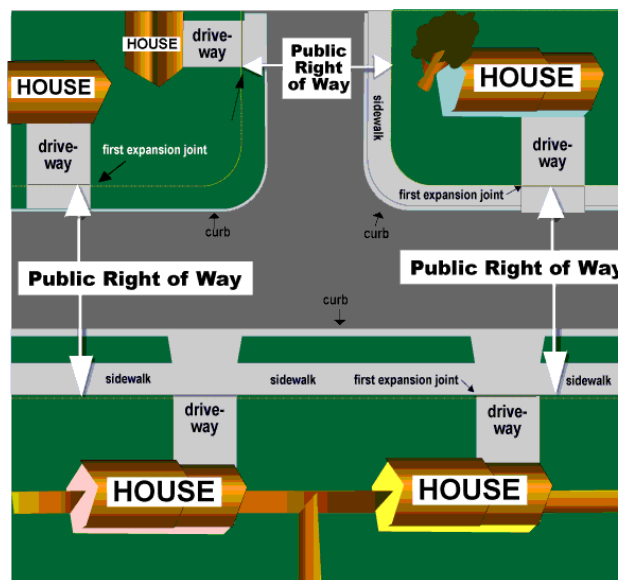 HOUSE
drive-
way
Public
Right
of Way
HOUSE
drive-
way
first expansion joint
HOUSE
sidewalk
drive-
way
first expansion joint
curb
curb
Public Right of Way
Public Right of Way
curb
sidewalk
sidewalk
first expansion joint
sidewalk
drive-
way
drive-
way
HOUSE
HOUSE